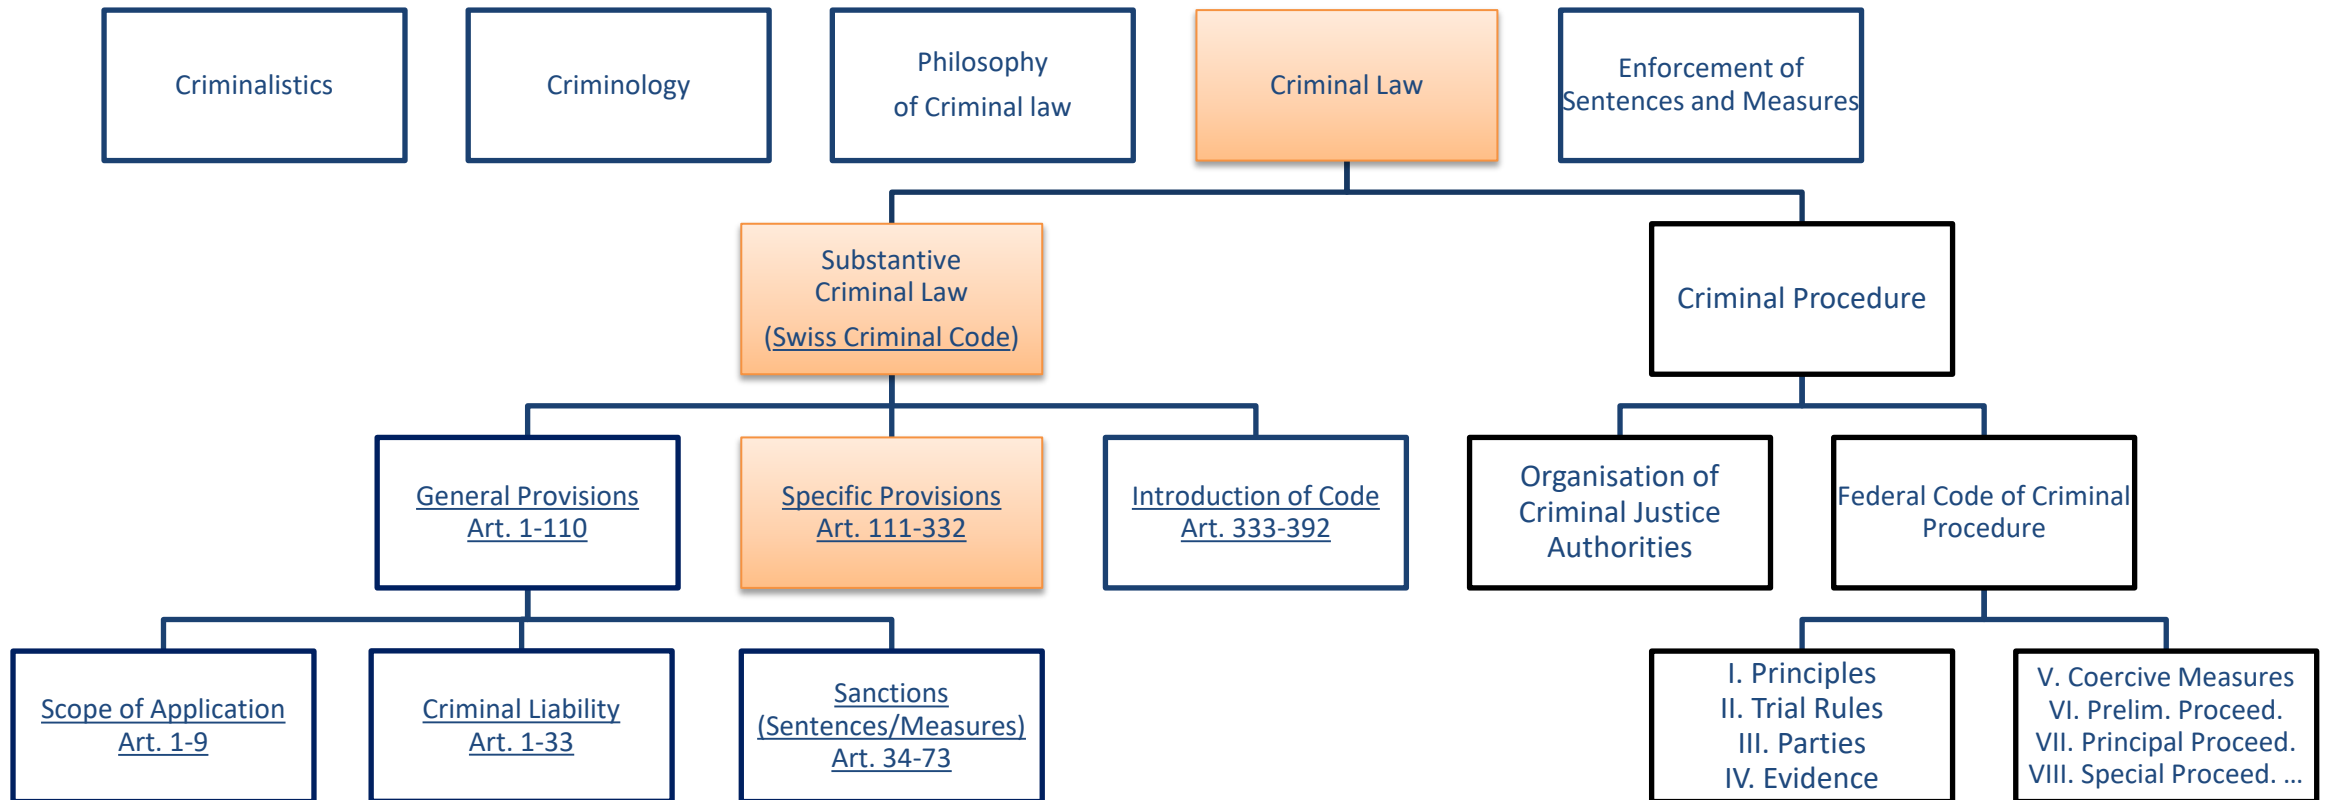 Criminalistics
Criminology
Philosophy
of Criminal law
Criminal Law
Enforcement of
Sentences and Measures
Substantive
Criminal Law
(Swiss Criminal Code)
Criminal Procedure
General Provisions
Art. 1-110
Specific Provisions
Art. 111-332
Introduction of Code
Art. 333-392
Organisation of
Criminal Justice
Authorities
Federal Code of Criminal
Procedure
Scope of Application
Art. 1-9
Criminal Liability
Art. 1-33
Sanctions
(Sentences/Measures)
Art. 34-73
I. Principles
II. Trial Rules
III. Parties
IV. Evidence
V. Coercive Measures
VI. Prelim. Proceed.
VII. Principal Proceed.
VIII. Special Proceed. ...